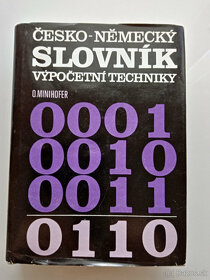 ČESKO-NĚMECKÝ
SLOVNÍK
VÝPOČETNÍ TECHNIKY
O. MINIHOFER
0001
0010
0011
0110